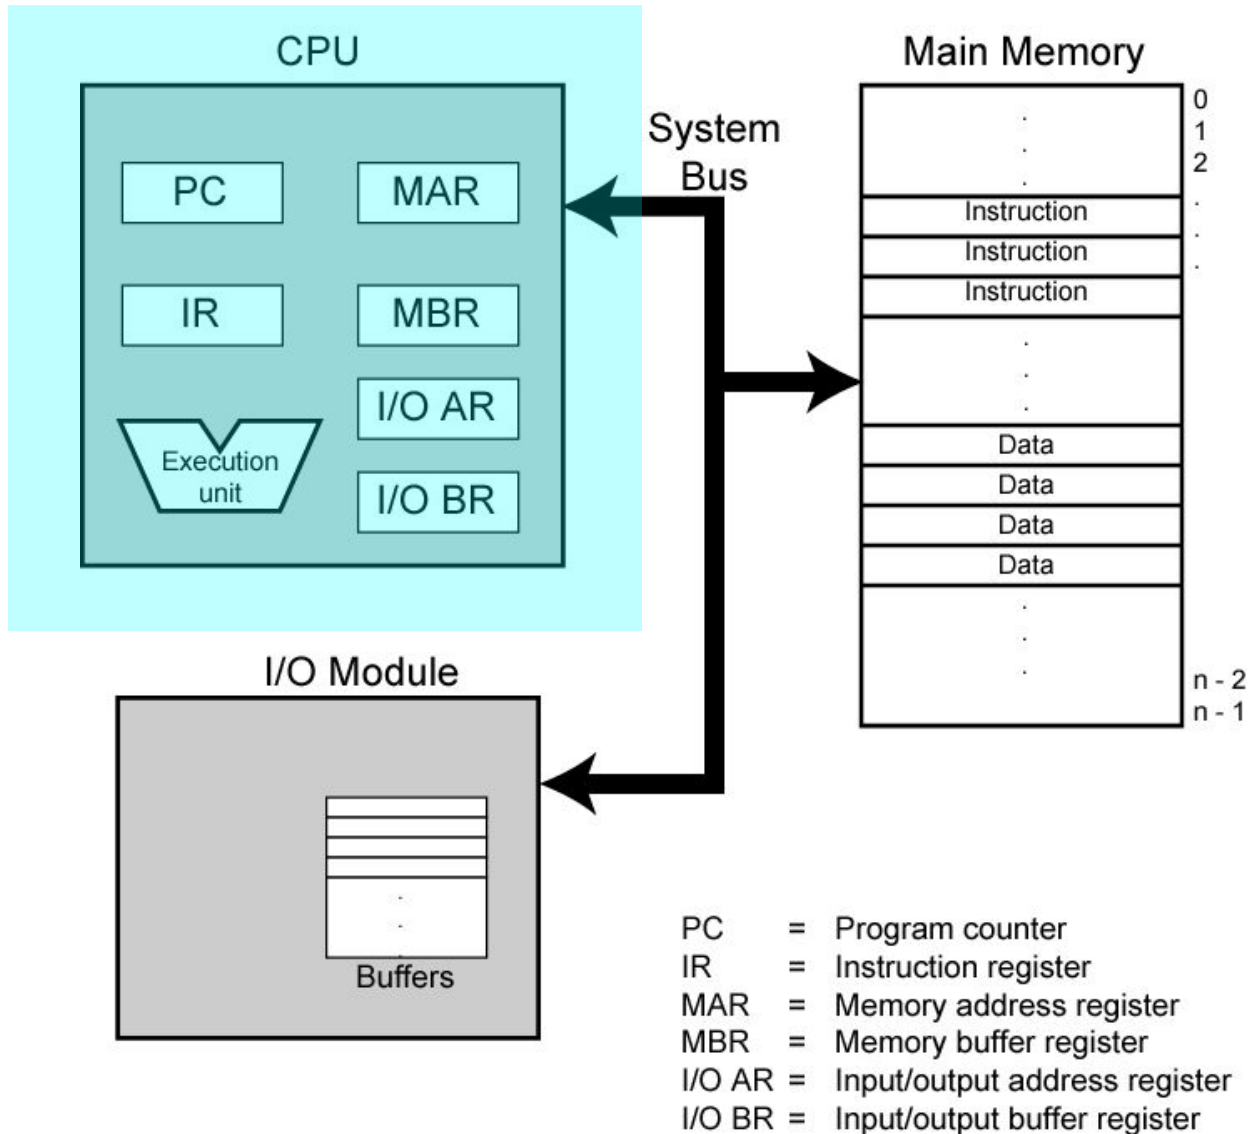 CPU
PC
MAR
IR
MBR
I/O AR
I/O BR
Execution
unit
System
Bus
Main Memory
0
1
2
.
.
.
.
.
.
Instruction
Instruction
Instruction
.
.
.
Data
Data
Data
Data
.
.
.
n - 2
n - 1
I/O Module
.
.
.
Buffers
PC = Program counter
IR = Instruction register
MAR = Memory address register
MBR = Memory buffer register
I/O AR = Input/output address register
I/O BR = Input/output buffer register